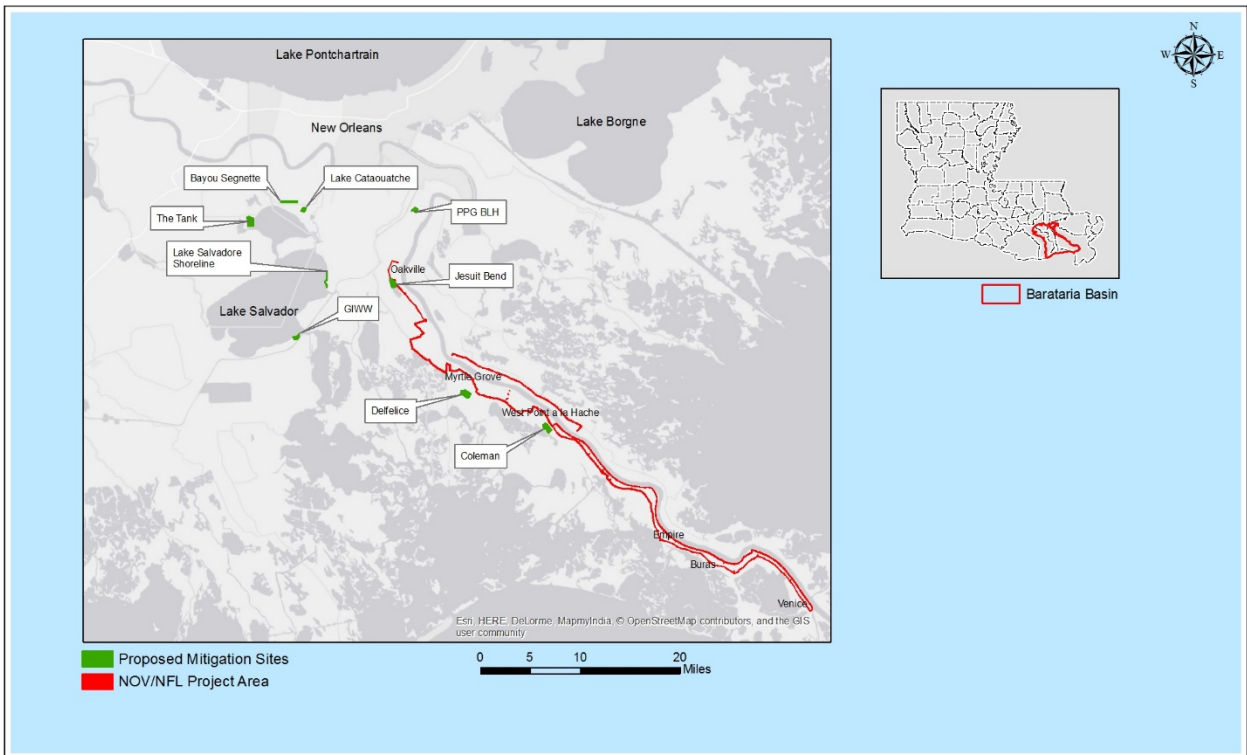 N
W E
S
Lake Pontchartrain
New Orleans
Lake Borgne
Bayou Segnette
Lake Cataouatche
The Tank
PPG BLH
Lake Salvadore
Shoreline
Oakville
Jesuit Bend
Lake Salvador
GIWW
Barataria Basin
Myrtle Grove
Delfelice
West Point a la Hache
Coleman
Empire
Buras
Venice
Esri, HERE, DeLorme, MapmyIndia, © OpenStreetMap contributors, and the GIS
user community
Proposed Mitigation Sites
NOV/NFL Project Area
0 5 10 20
Miles